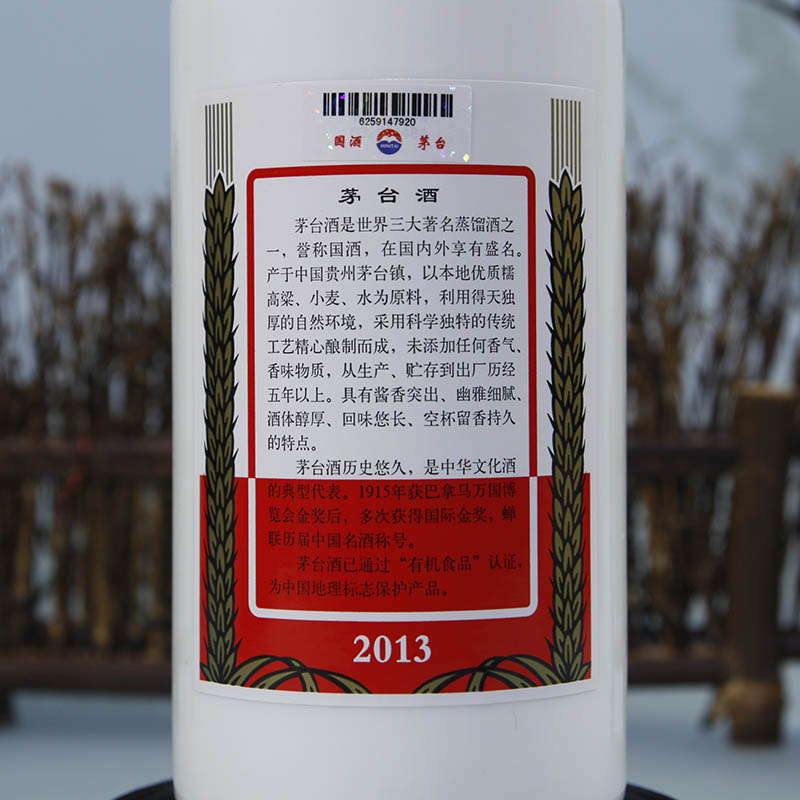 6259147920
国酒 MOUTAI 茅台
茅台酒
茅台酒是世界三大著名蒸馏酒之
一，誉称国酒，在国内外享有盛名。
产于中国贵州茅台镇，以本地优质糯
高粱、小麦、水为原料，利用得天独
厚的自然环境，采用科学独特的传统
工艺精心酿制而成，未添加任何香气、
香味物质，从生产、贮存到出厂历经
五年以上。具有酱香突出、幽雅细腻、
酒体醇厚、回味悠长、空杯留香持久
的特点。
茅台酒历史悠久，是中华文化酒
的典型代表。1915年获巴拿马万国博
览会金奖后，多次获得国际金奖，蝉
联历届中国名酒称号。
茅台酒已通过“有机食品”认证，
为中国地理标志保护产品。
2013